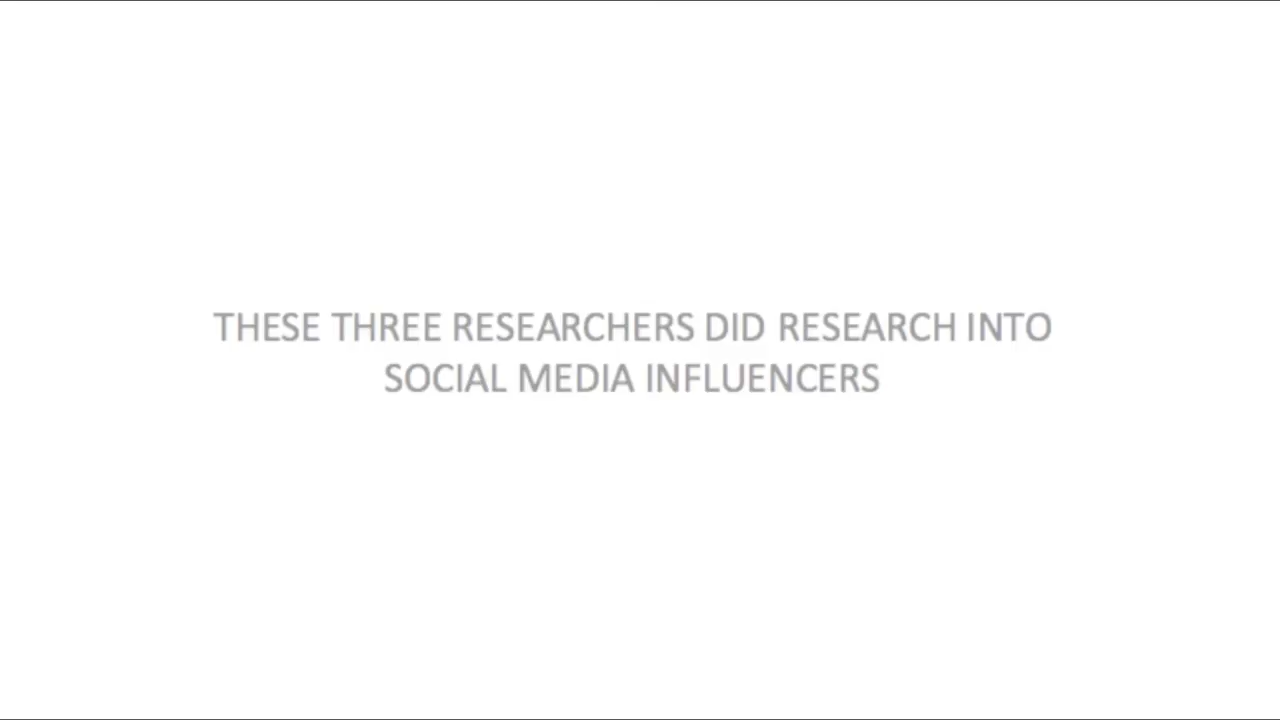 THESE THREE RESEARCHERS DID RESEARCH INTO
SOCIAL MEDIA INFLUENCERS